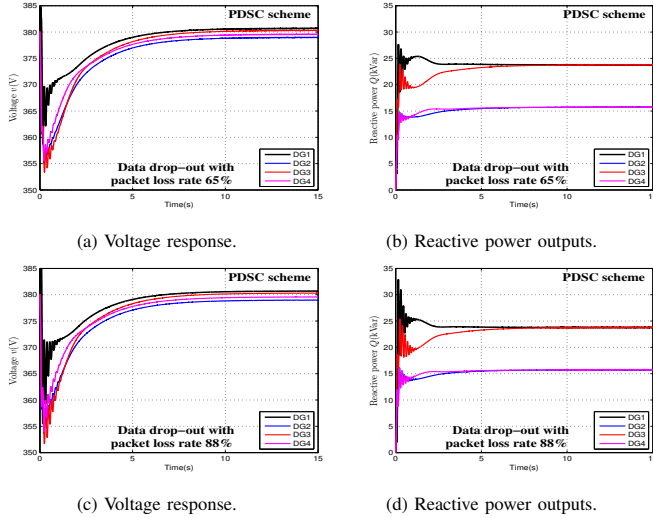 PDSC scheme
385
380
375
370
365
360
355
350
Voltage v(V)
Data drop−out with
packet loss rate 65%
DG1
DG2
DG3
DG4
0
5
10
15
Time(s)
(a) Voltage response.
PDSC scheme
35
30
25
20
15
10
5
0
Reactive power Q(kVar)
Data drop−out with
packet loss rate 65%
DG1
DG2
DG3
DG4
0
5
10
15
Time(s)
(b) Reactive power outputs.
PDSC scheme
385
380
375
370
365
360
355
350
Voltage v(V)
Data drop−out with
packet loss rate 88%
DG1
DG2
DG3
DG4
0
5
10
15
Time(s)
(c) Voltage response.
PDSC scheme
35
30
25
20
15
10
5
0
Reactive power Q(kVar)
Data drop−out with
packet loss rate 88%
DG1
DG2
DG3
DG4
0
5
10
15
Time(s)
(d) Reactive power outputs.